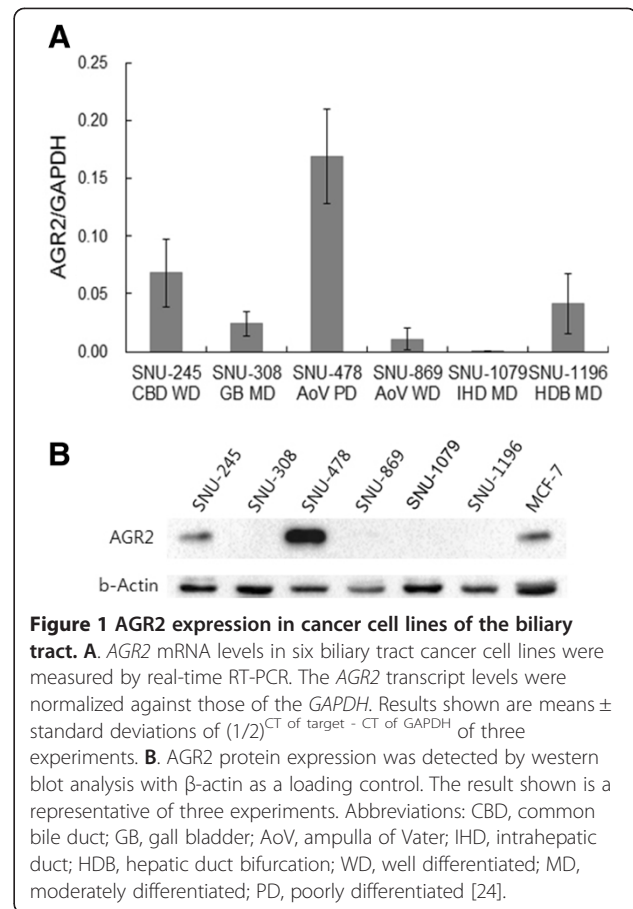 A
0.25
0.20
0.15
0.10
0.05
0.00
AGR2/GAPDH
SNU-245 SNU-308 SNU-478 SNU-869 SNU-1079 SNU-1196
CBD WD GB MD AoV PD AoV WD IHD MD HDB MD
B
SNU-245 SNU-308 SNU-478 SNU-869 SNU-1079 SNU-1196 MCF-7
AGR2
b-Actin
Figure 1 AGR2 expression in cancer cell lines of the biliary
tract. A. AGR2 mRNA levels in six biliary tract cancer cell lines were
measured by real-time RT-PCR. The AGR2 transcript levels were
normalized against those of the GAPDH. Results shown are means ±
standard deviations of (1/2)^CT of target - CT of GAPDH of three
experiments. B. AGR2 protein expression was detected by western
blot analysis with β-actin as a loading control. The result shown is a
representative of three experiments. Abbreviations: CBD, common
bile duct; GB, gall bladder; AoV, ampulla of Vater; IHD, intrahepatic
duct; HDB, hepatic duct bifurcation; WD, well differentiated; MD,
moderately differentiated; PD, poorly differentiated [24].